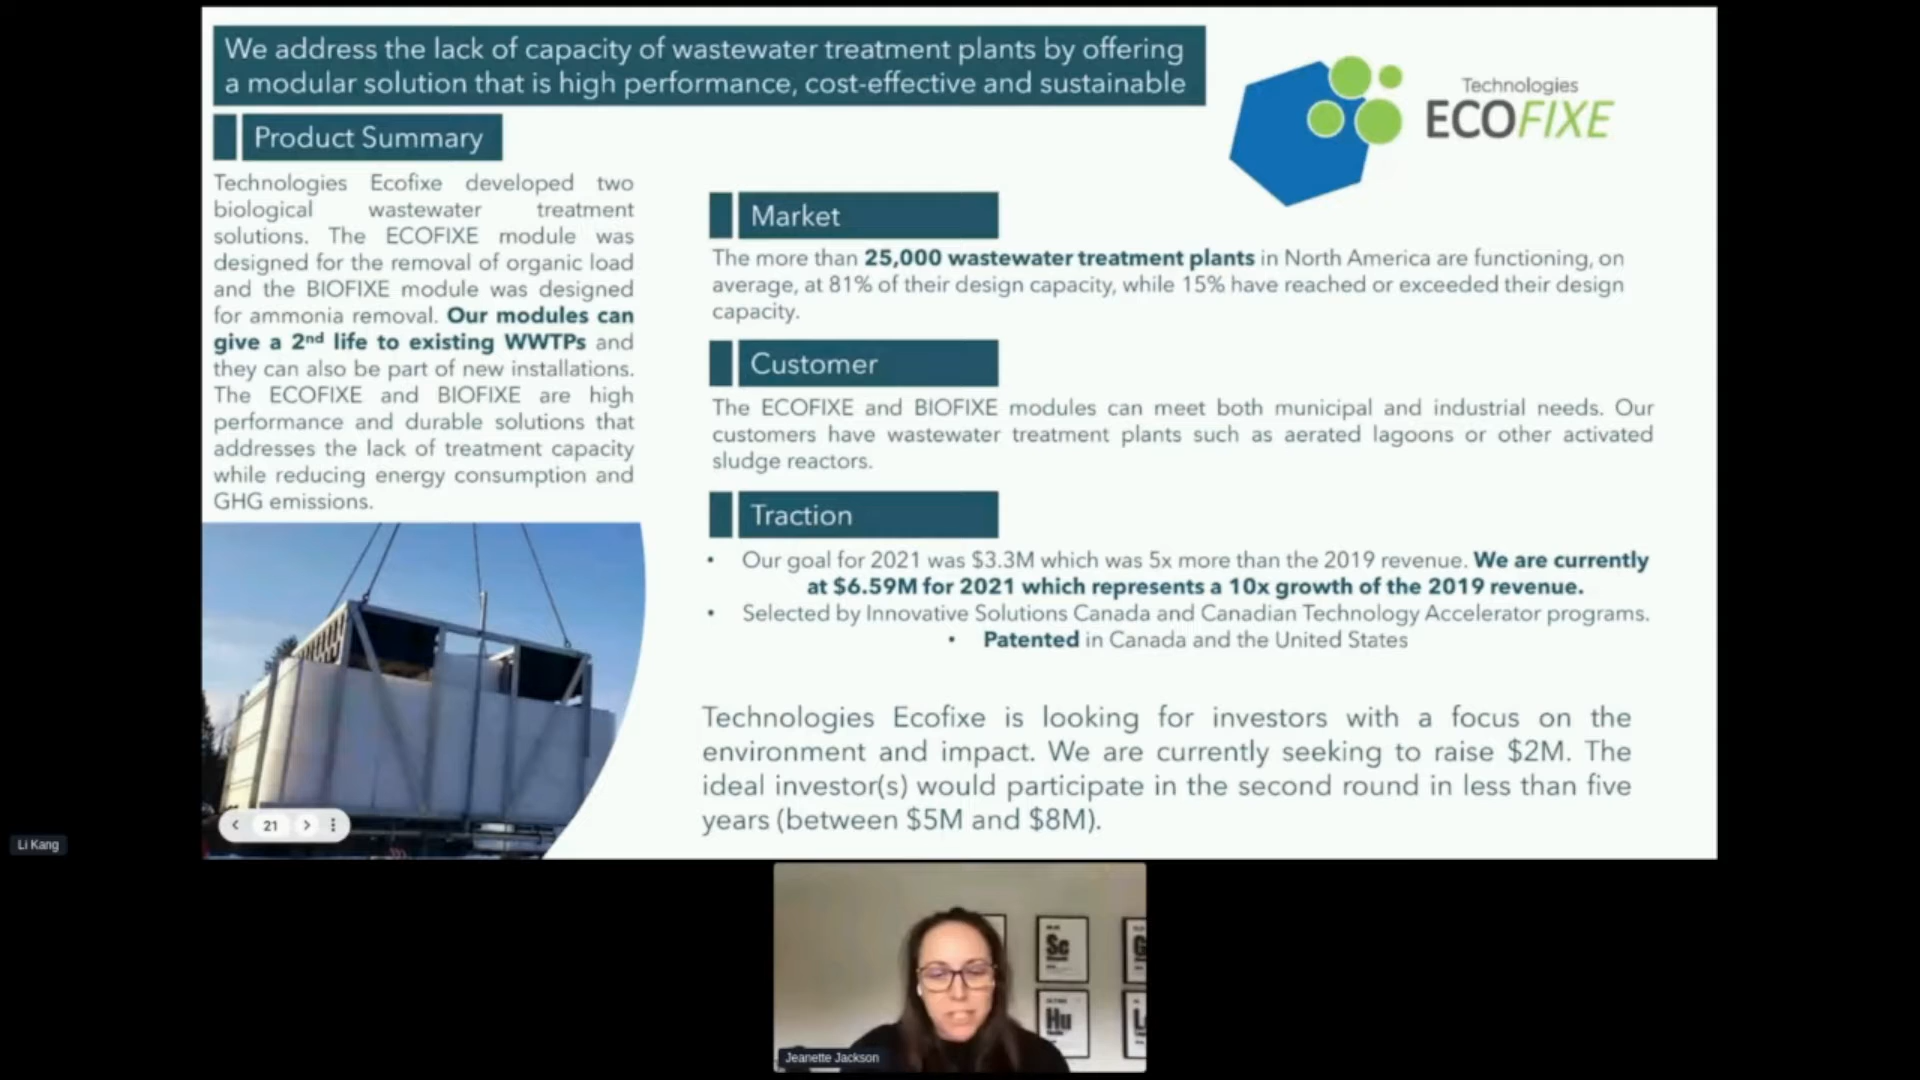 We address the lack of capacity of wastewater treatment plants by offering
a modular solution that is high performance, cost-effective and sustainable
Technologies
ECOFIXE
Product Summary
Technologies Ecofixe developed two
biological wastewater treatment
solutions. The ECOFIXE module was
designed for the removal of organic load
and the BIOFIXE module was designed
for ammonia removal. Our modules can
give a 2nd life to existing WWTPs and
they can also be part of new installations.
The ECOFIXE and BIOFIXE are high
performance and durable solutions that
addresses the lack of treatment capacity
while reducing energy consumption and
GHG emissions.
Market
The more than 25,000 wastewater treatment plants in North America are functioning, on
average, at 81% of their design capacity, while 15% have reached or exceeded their design
capacity.
Customer
The ECOFIXE and BIOFIXE modules can meet both municipal and industrial needs. Our
customers have wastewater treatment plants such as aerated lagoons or other activated
sludge reactors.
Traction
• Our goal for 2021 was $3.3M which was 5x more than the 2019 revenue. We are currently
at $6.59M for 2021 which represents a 10x growth of the 2019 revenue.
• Selected by Innovative Solutions Canada and Canadian Technology Accelerator programs.
• Patented in Canada and the United States
Technologies Ecofixe is looking for investors with a focus on the
environment and impact. We are currently seeking to raise $2M. The
ideal investor(s) would participate in the second round in less than five
years (between $5M and $8M).
21
Li Kang
Sc
G
Hu
L
Jeanette Jackson